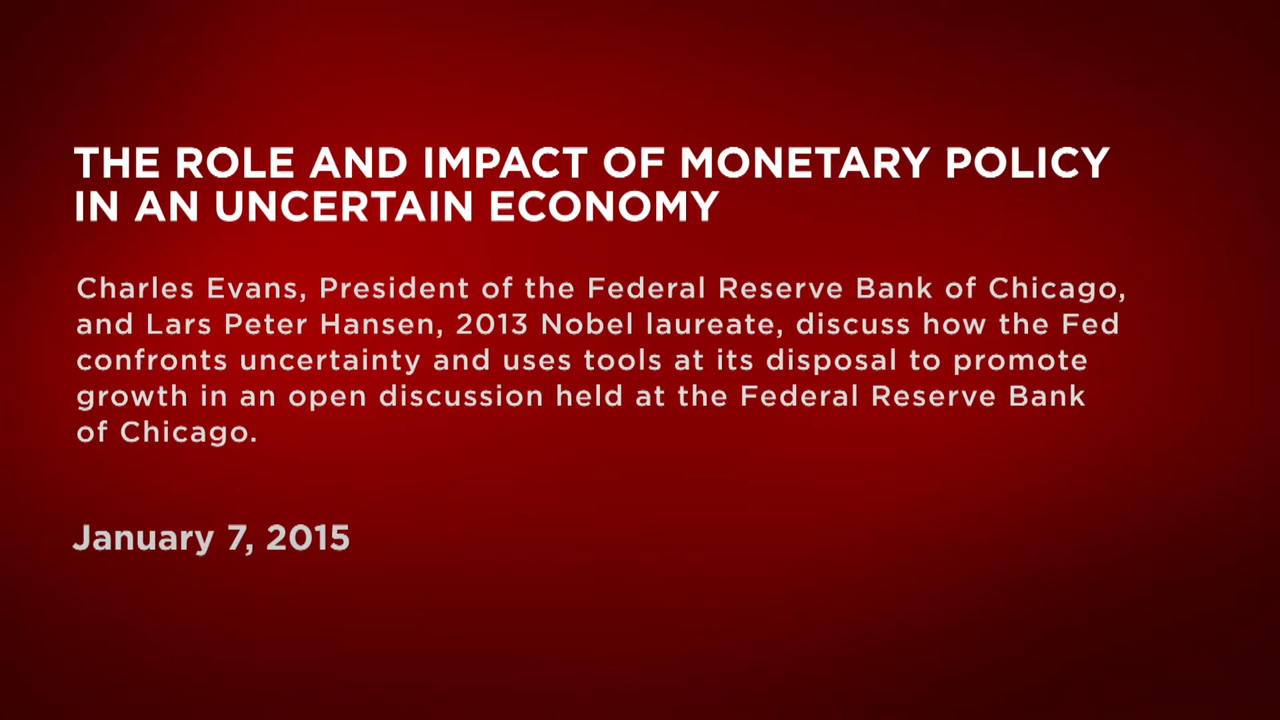 THE ROLE AND IMPACT OF MONETARY POLICY
IN AN UNCERTAIN ECONOMY
Charles Evans, President of the Federal Reserve Bank of Chicago,
and Lars Peter Hansen, 2013 Nobel laureate, discuss how the Fed
confronts uncertainty and uses tools at its disposal to promote
growth in an open discussion held at the Federal Reserve Bank
of Chicago.
January 7, 2015